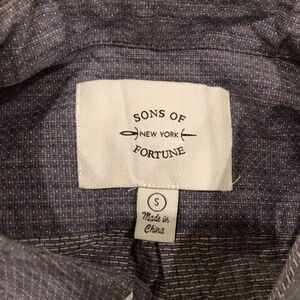 SONS OF
NEW YORK
FORTUNE
S
Made in
China